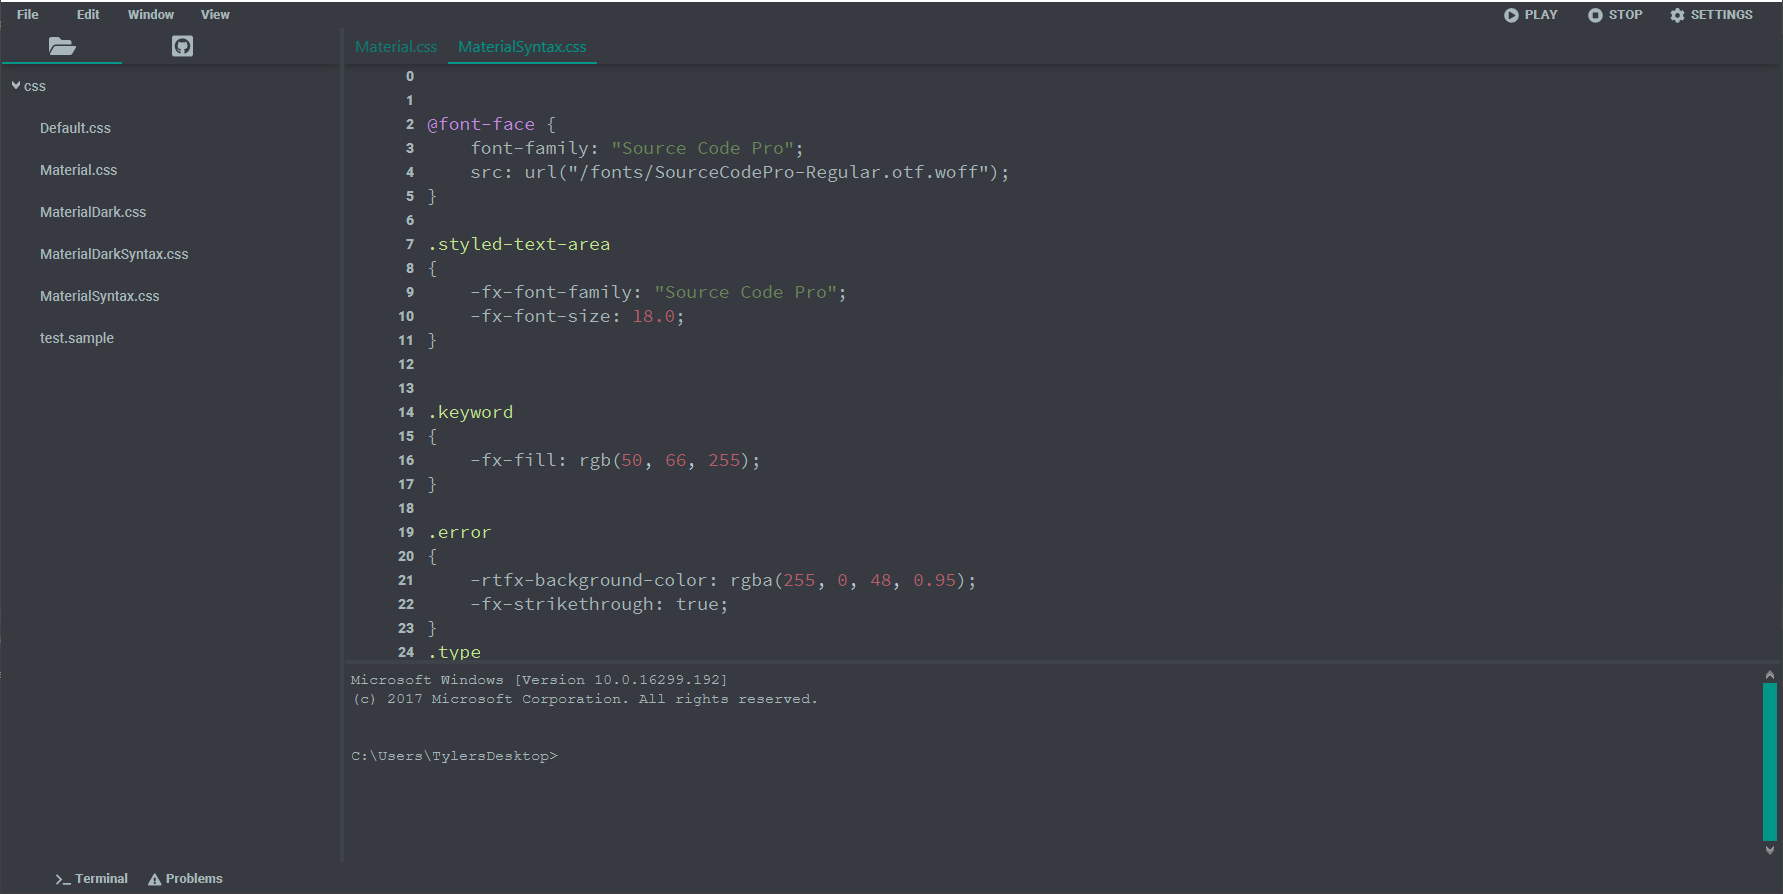 File Edit Window View PLAY STOP SETTINGS
Material.css MaterialSyntax.css
css
Default.css
Material.css
MaterialDark.css
MaterialDarkSyntax.css
MaterialSyntax.css
test.sample
0
1
2 @font-face {
3 font-family: "Source Code Pro";
4 src: url("/fonts/SourceCodePro-Regular.otf.woff");
5 }
6
7 .styled-text-area
8 {
9 -fx-font-family: "Source Code Pro";
10 -fx-font-size: 18.0;
11 }
12
13
14 .keyword
15 {
16 -fx-fill: rgb(50, 66, 255);
17 }
18
19 .error
20 {
21 -rtfx-background-color: rgba(255, 0, 48, 0.95);
22 -fx-strikethrough: true;
23 }
24 .type
Microsoft Windows [Version 10.0.16299.192]
(c) 2017 Microsoft Corporation. All rights reserved.
C:\Users\TylersDesktop>
Terminal Problems